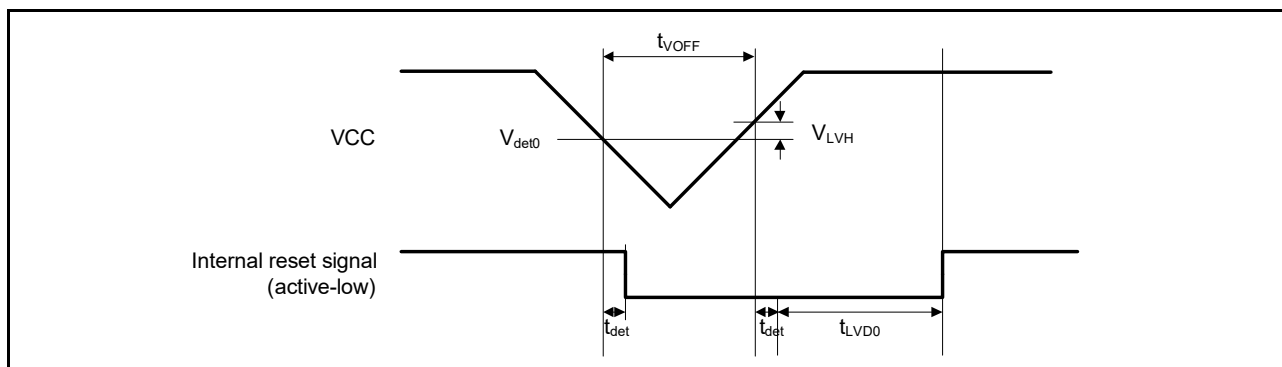 tVOFF
VCC
Vdet0
VLVH
Internal reset signal
(active-low)
tdet
tdet
tLVD0